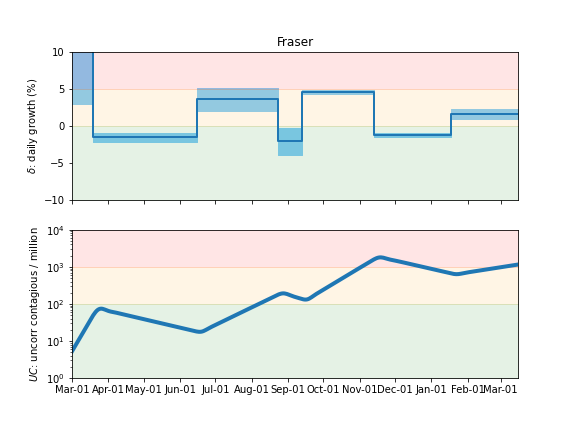 Fraser
10
5
0
−5
−10
δ: daily growth (%)
10⁴
10³
10²
10¹
10⁰
UC: uncorr contagious / million
Mar-01 Apr-01 May-01 Jun-01 Jul-01 Aug-01 Sep-01 Oct-01 Nov-01 Dec-01 Jan-01 Feb-01 Mar-01